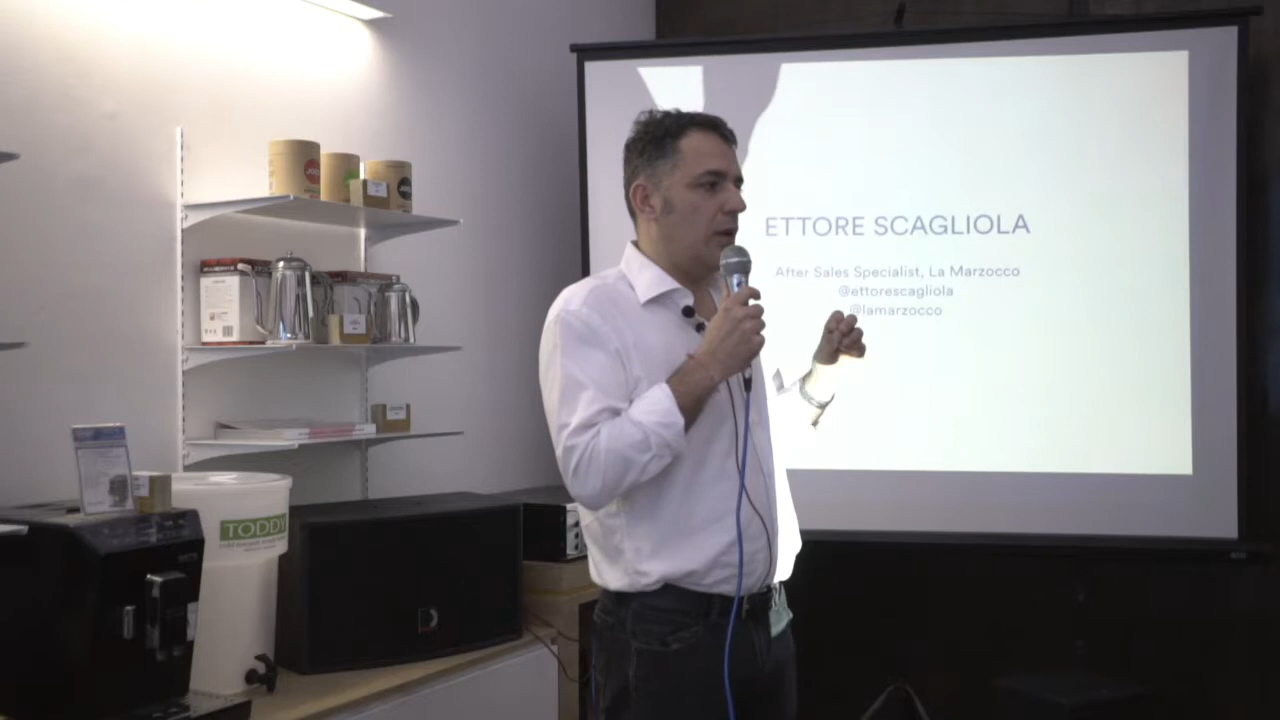 ETTORE SCAGLIOLA
After Sales Specialist, La Marzocco
@ettorescagliola
@lamarzocco
TODDY